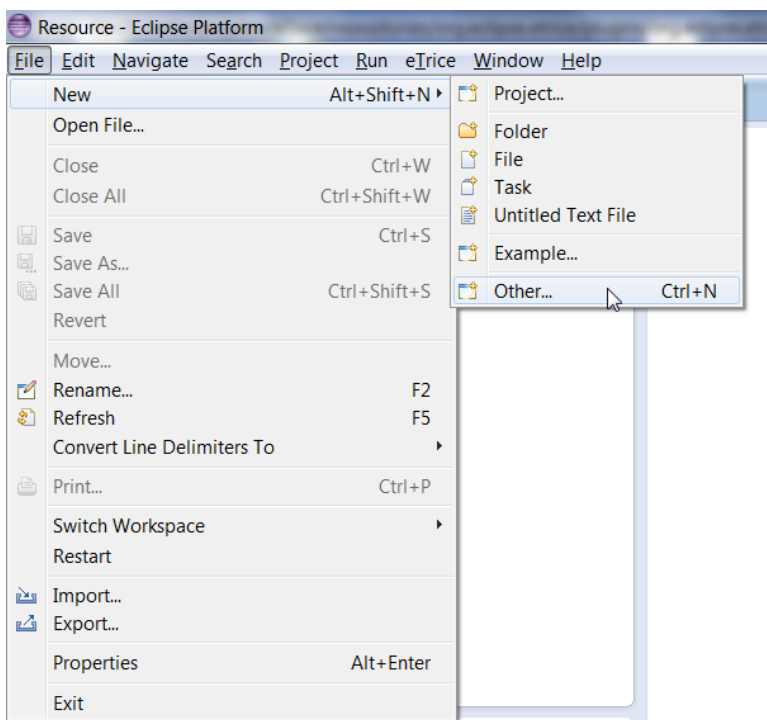 Resource - Eclipse Platform
File Edit Navigate Search Project Run eTrice Window Help
New Alt+Shift+N
Open File...
Close Ctrl+W
Close All Ctrl+Shift+W
Save Ctrl+S
Save As...
Save All Ctrl+Shift+S
Revert
Move...
Rename... F2
Refresh F5
Convert Line Delimiters To
Print... Ctrl+P
Switch Workspace
Restart
Import...
Export...
Properties Alt+Enter
Exit
Project...
Folder
File
Task
Untitled Text File
Example...
Other... Ctrl+N